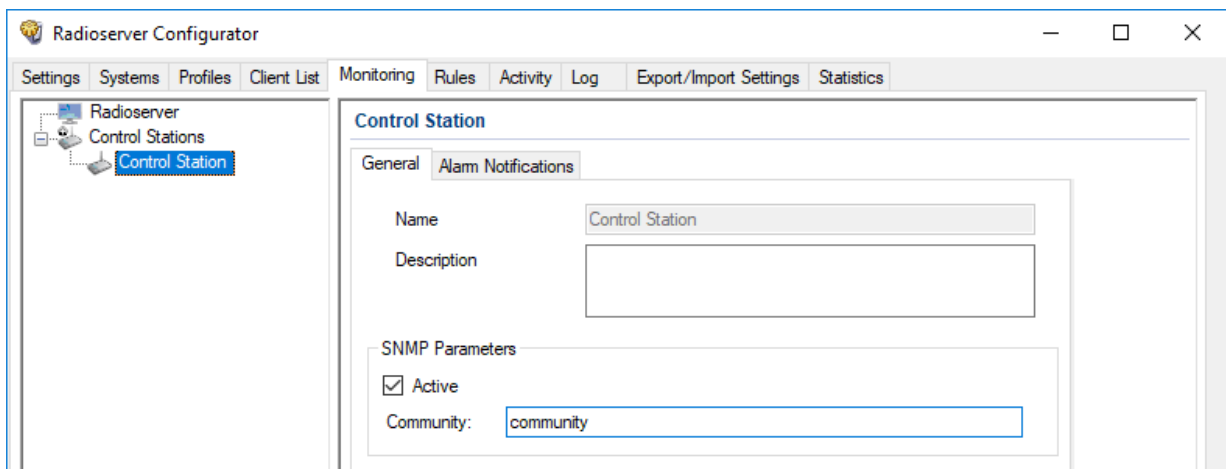 Radioserver Configurator
Settings Systems Profiles Client List Monitoring Rules Activity Log Export/Import Settings Statistics
Radioserver
Control Stations
Control Station
Control Station
General Alarm Notifications
Name Control Station
Description
SNMP Parameters
Active
Community: community